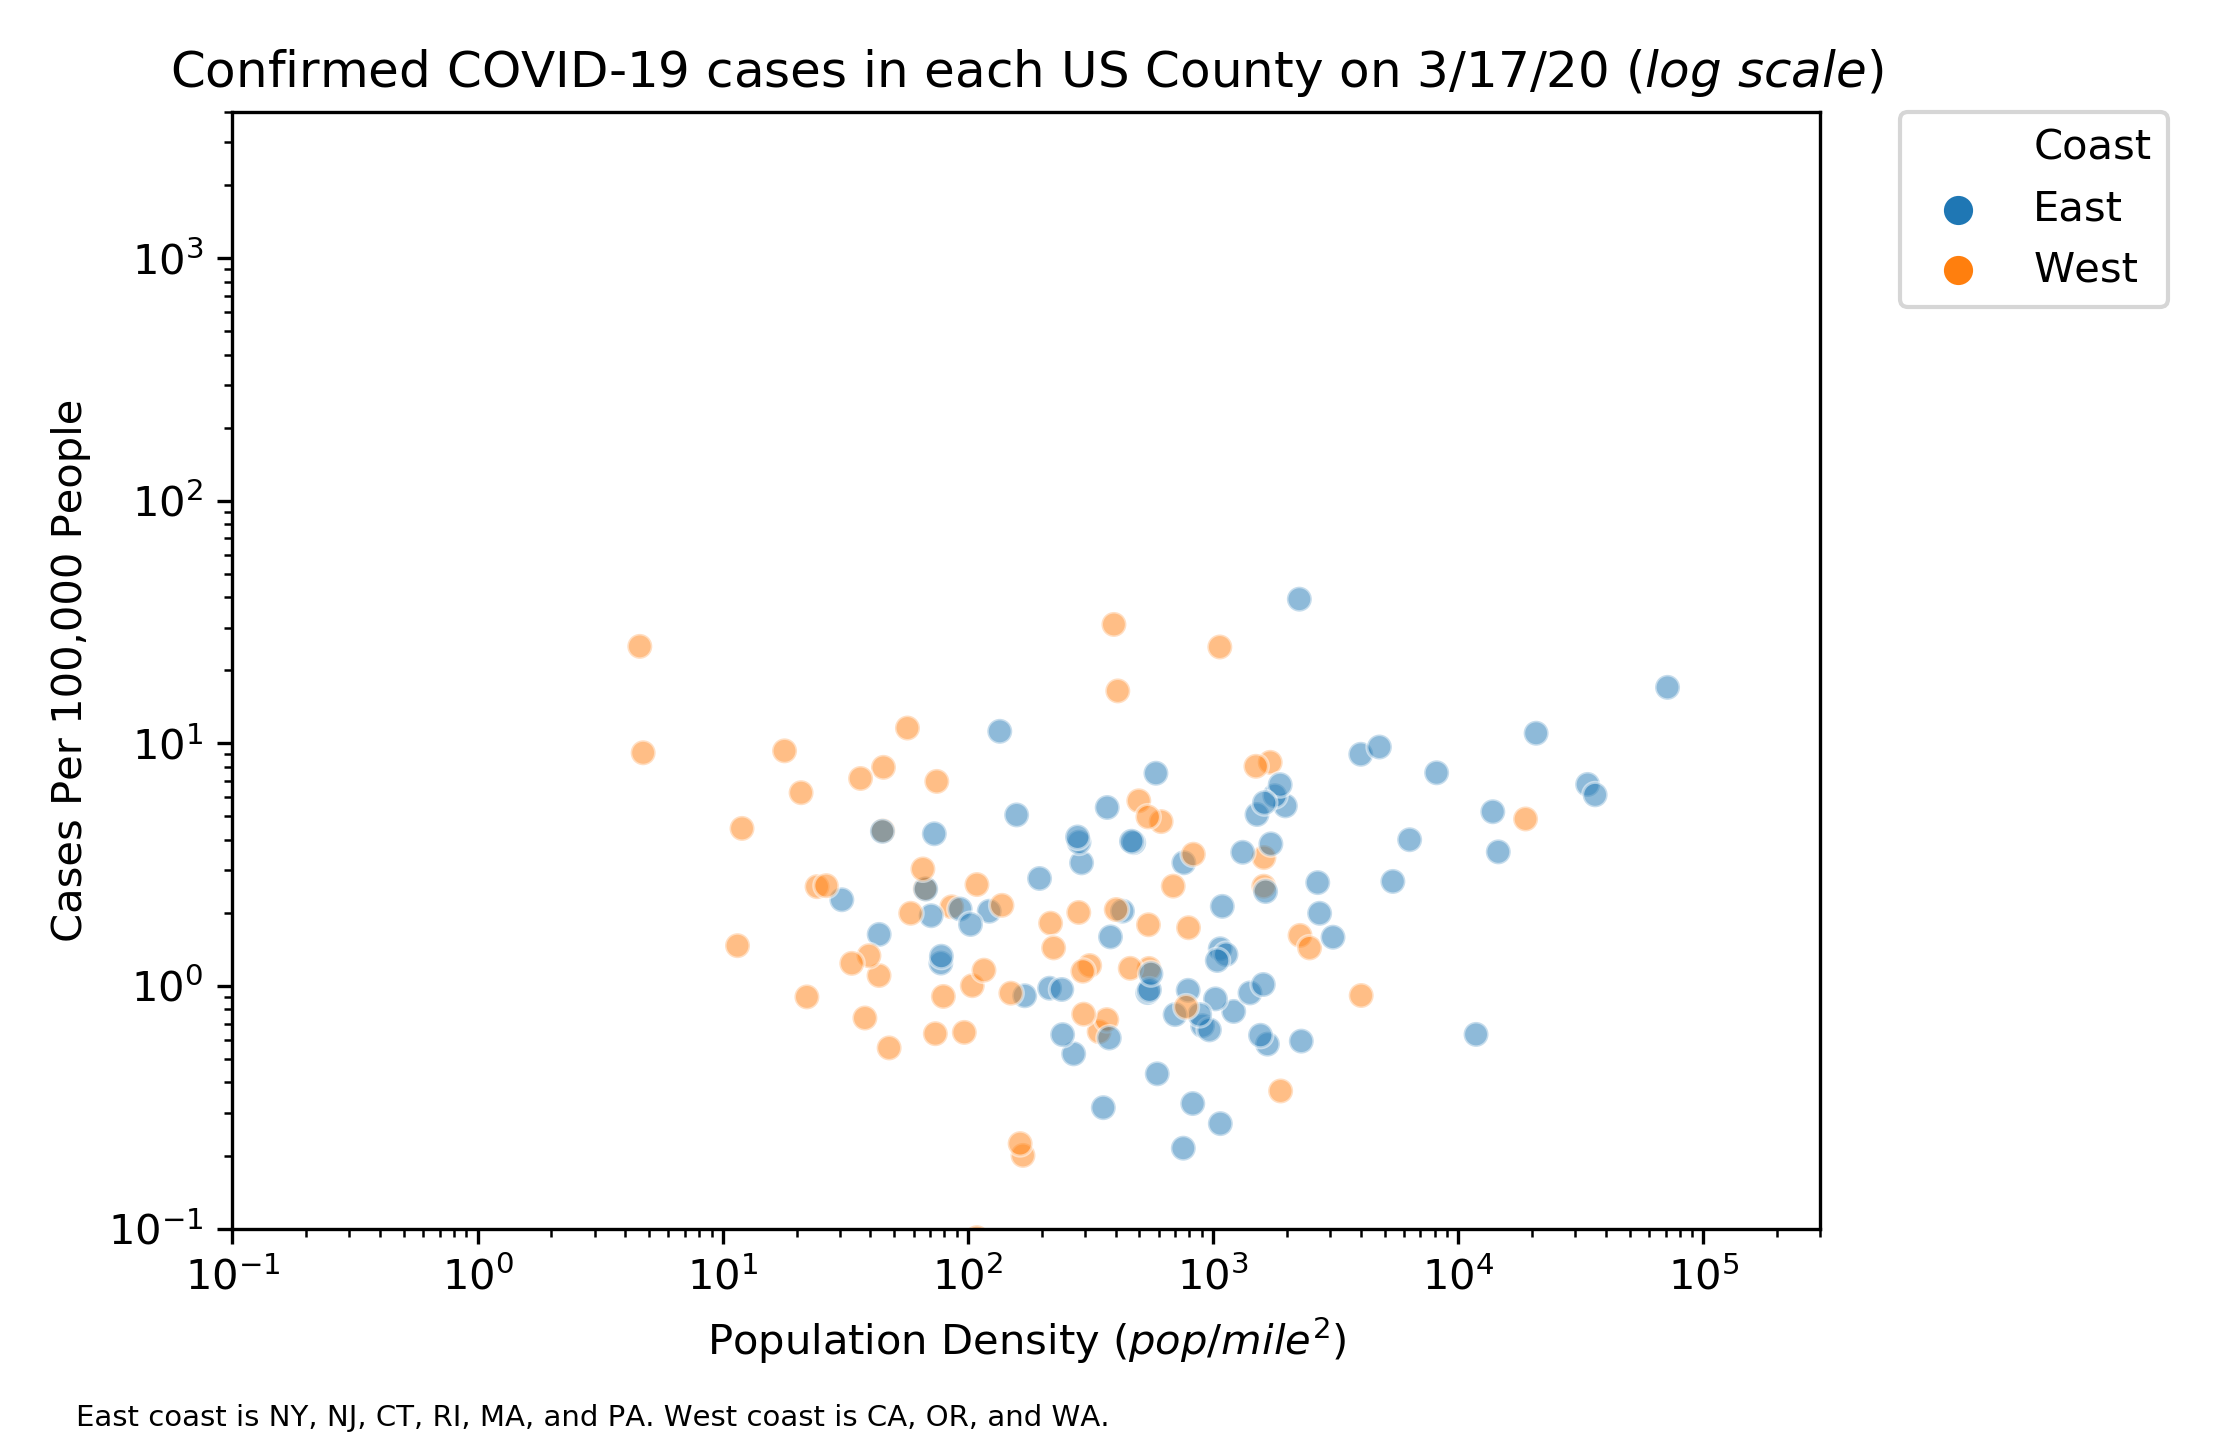 Confirmed COVID-19 cases in each US County on 3/17/20 (log scale)
Coast
East
West
Cases Per 100,000 People
10³
10²
10¹
10⁰
10⁻¹
10⁻¹ 10⁰ 10¹ 10² 10³ 10⁴ 10⁵
Population Density (pop/mile²)
East coast is NY, NJ, CT, RI, MA, and PA. West coast is CA, OR, and WA.